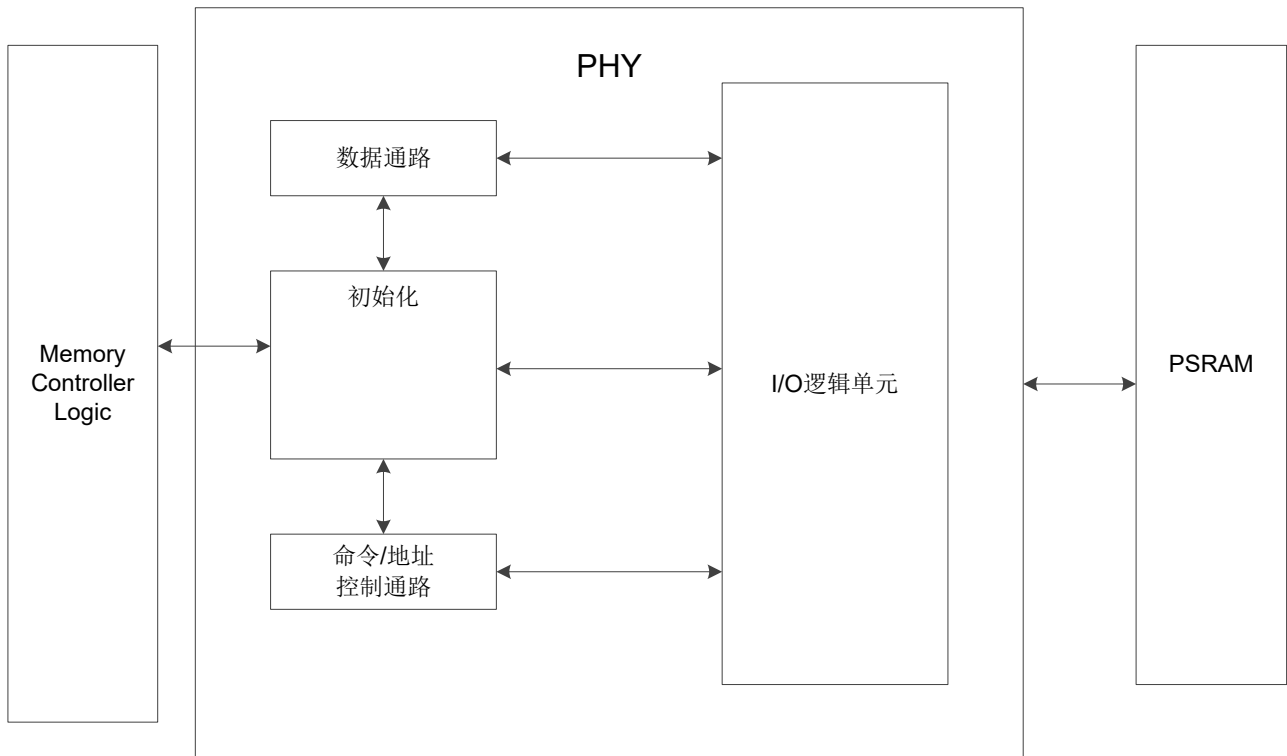 PHY
数据通路
初始化
Memory
Controller
Logic
I/O逻辑单元
PSRAM
命令/地址
控制通路